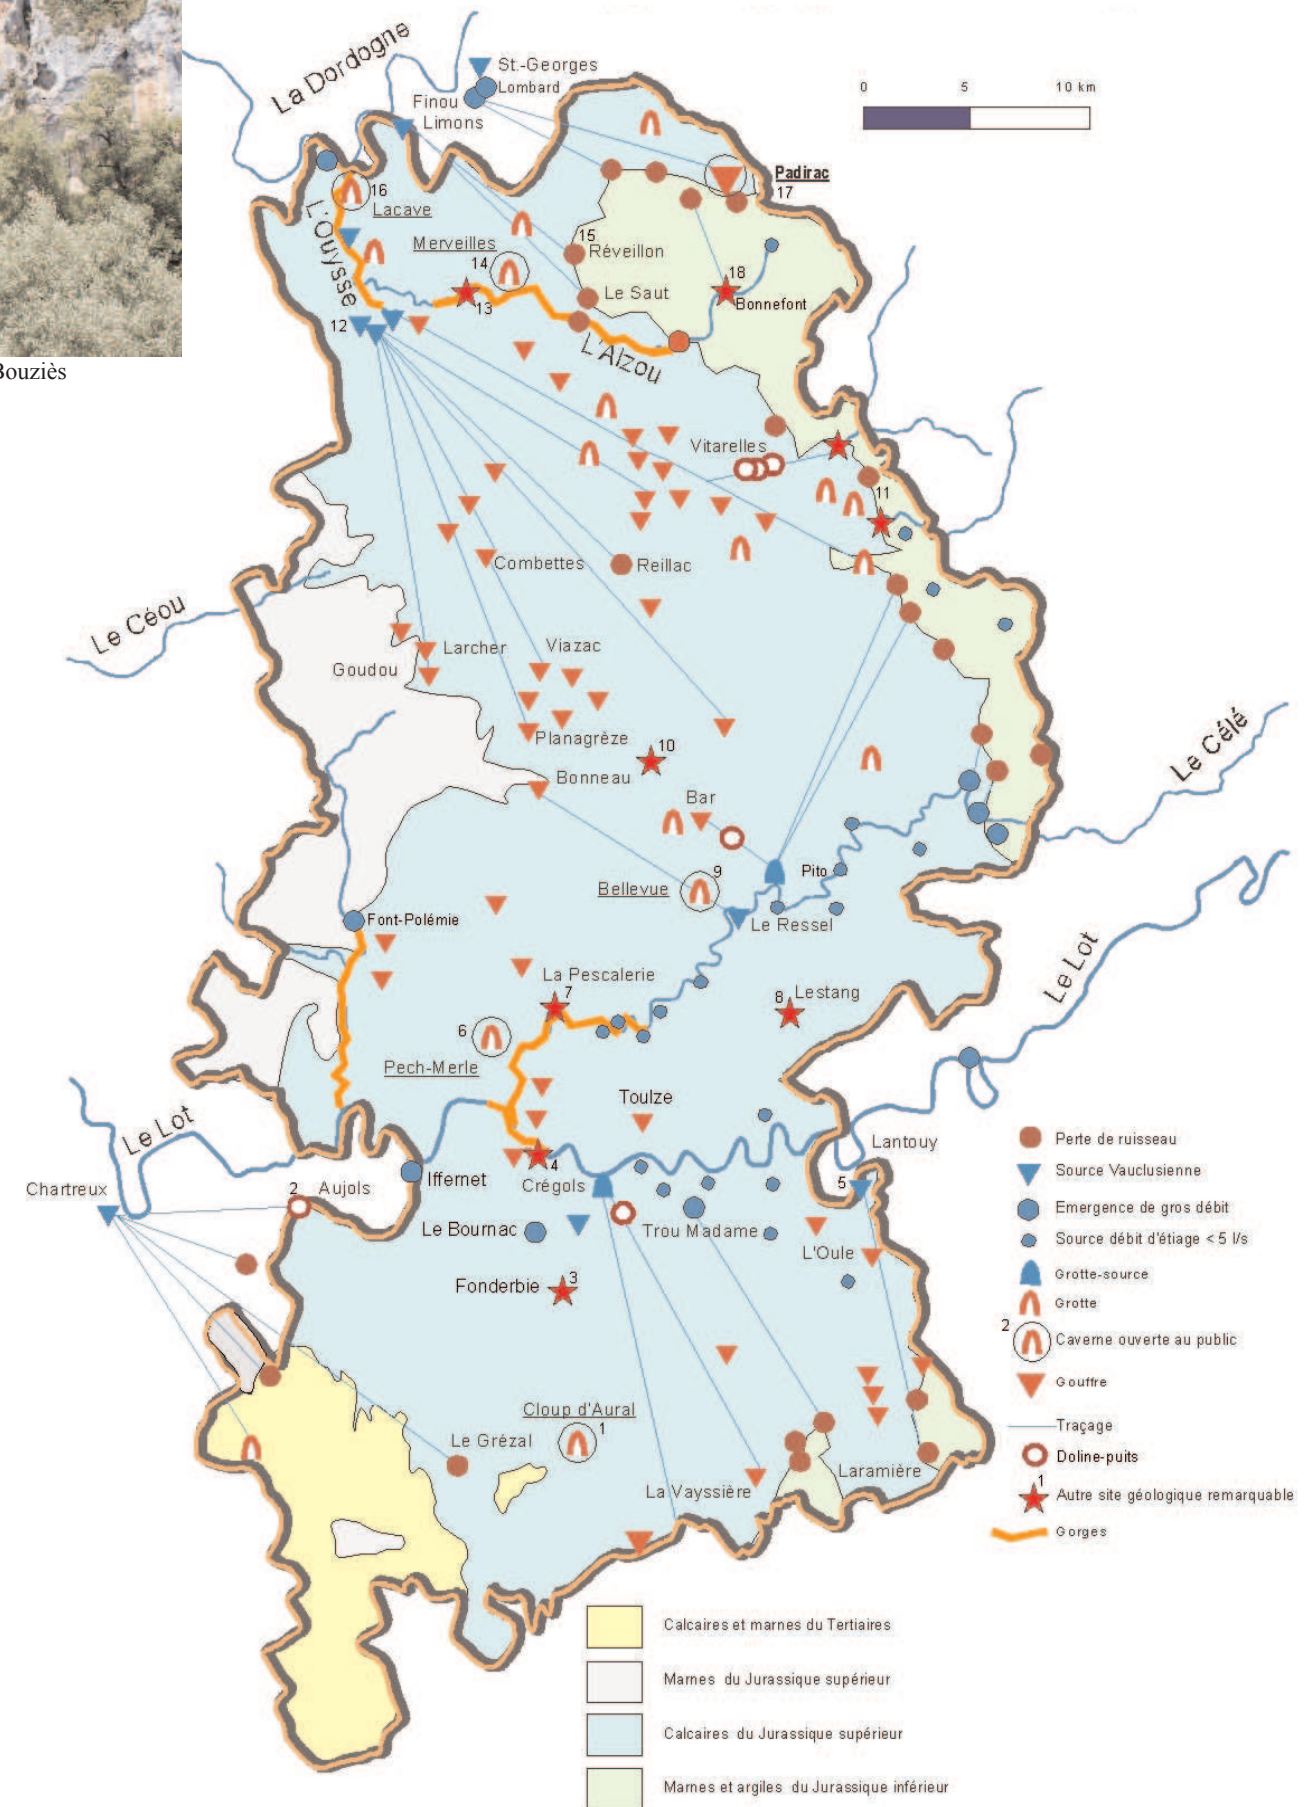 La Dordogne
St.-Georges
Lombard
Finou
Limons
0 5 10 km
Padirac
17
16
Lacave
L'Ouysse
Merveilles
14
15
Réveillon
13
Le Saut
18
Bonnefont
12
L'Alzou
Bouziès
Vitarelles
11
Combettes
Reillac
Le Céou
Larcher
Viazac
Goudou
Planagrèze
10
Bonneau
Bar
Le Célé
Pito
9
Bellevue
Font-Polémie
Le Ressel
Le Lot
La Pescalerie
7
8
Lestang
6
Pech-Merle
Toulze
Le Lot
Lantouy
Chartreux
2
Aujols
Iffernet
4
Crégols
5
Le Bournac
Trou Madame
L'Oule
Fonderbie
3
Cloup d'Aural
1
Le Grézal
La Vayssière
Laramière
Perte de ruisseau
Source Vauclusienne
Emergence de gros débit
Source débit d'étiage < 5 l/s
Grotte-source
Grotte
2
Caverne ouverte au public
Gouffre
Traçage
Doline-puits
1
Autre site géologique remarquable
Gorges
Calcaires et marnes du Tertiaires
Marnes du Jurassique supérieur
Calcaires du Jurassique supérieur
Marnes et argiles du Jurassique inférieur